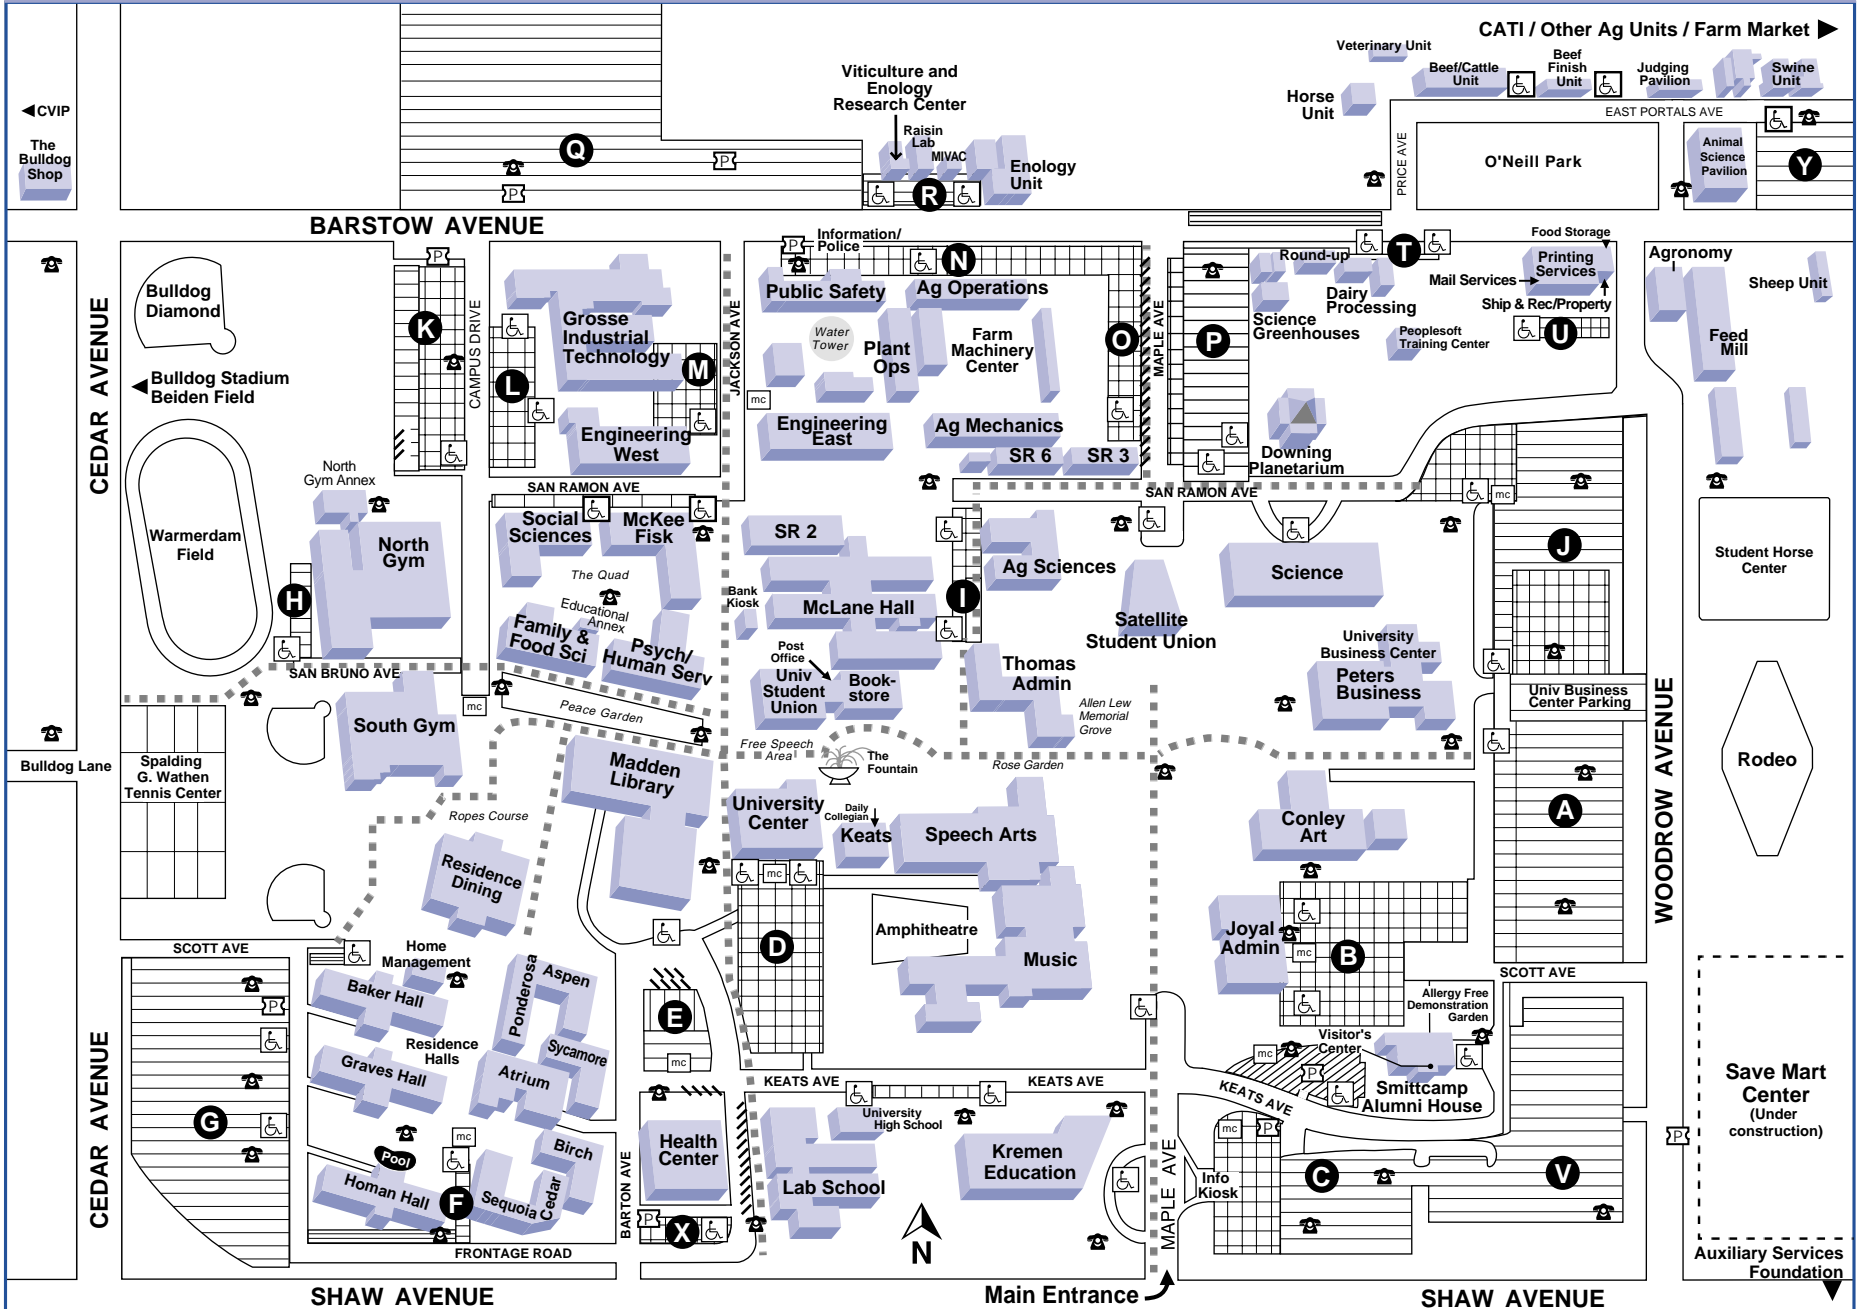 CATI / Other Ag Units / Farm Market
Veterinary Unit
Beef/Cattle
Unit
Beef
Finish
Unit
Judging
Pavilion
Swine
Unit
Horse
Unit
EAST PORTALS AVE
CVIP
The
Bulldog
Shop
Viticulture and
Enology
Research Center
Raisin
Lab
MIVAC
Enology
Unit
Q
P
P
R
PRICE AVE
O'Neill Park
Animal
Science
Pavilion
Y
BARSTOW AVENUE
Information/
Police
P
P
N
T
Food Storage
Printing
Services
Mail Services
Ship & Rec/Property
U
Agronomy
Sheep Unit
Feed
Mill
CEDAR AVENUE
Bulldog
Diamond
K
CAMPUS DRIVE
Grosse
Industrial
Technology
L
M
JACKSON AVE
mc
Public Safety
Ag Operations
Water
Tower
Plant
Ops
Farm
Machinery
Center
O
MAPLE AVE
P
Round-up
Dairy
Processing
Science
Greenhouses
Peoplesoft
Training Center
Bulldog Stadium
Beiden Field
Engineering
West
Engineering
East
Ag Mechanics
SR 6
SR 3
Downing
Planetarium
North
Gym Annex
SAN RAMON AVE
SAN RAMON AVE
mc
Warmerdam
Field
North
Gym
H
Social
Sciences
McKee
Fisk
The Quad
Educational
Annex
Family &
Food Sci
Psych/
Human Serv
SR 2
Bank
Kiosk
McLane Hall
I
Ag Sciences
Satellite
Student Union
Science
J
Student Horse
Center
SAN BRUNO AVE
Post
Office
Univ
Student
Union
Book-
store
Thomas
Admin
Allen Lew
Memorial
Grove
University
Business Center
Peters
Business
Univ Business
Center Parking
WOODROW AVENUE
mc
South Gym
Peace Garden
Free Speech
Area
The
Fountain
Rose Garden
Bulldog Lane
Spalding
G. Wathen
Tennis Center
Madden
Library
Ropes Course
Residence
Dining
University
Center
Daily
Collegian
Keats
Speech Arts
Conley
Art
A
Rodeo
mc
D
Amphitheatre
Music
Joyal
Admin
mc
B
SCOTT AVE
SCOTT AVE
Home
Management
Baker Hall
Ponderosa
Aspen
P
E
mc
Allergy Free
Demonstration
Garden
Visitor's
Center
mc
P
Smittcamp
Alumni House
Residence
Halls
Graves Hall
Sycamore
Atrium
KEATS AVE
KEATS AVE
KEATS AVE
Save Mart
Center
(Under
construction)
CEDAR AVENUE
G
Pool
mc
Birch
Homan Hall
F
Sequoia
Cedar
BARTON AVE
Health
Center
P
X
University
High School
Lab School
Kremen
Education
MAPLE AVE
mc
P
Info
Kiosk
C
V
P
N
FRONTAGE ROAD
SHAW AVENUE
Main Entrance
SHAW AVENUE
Auxiliary Services
Foundation